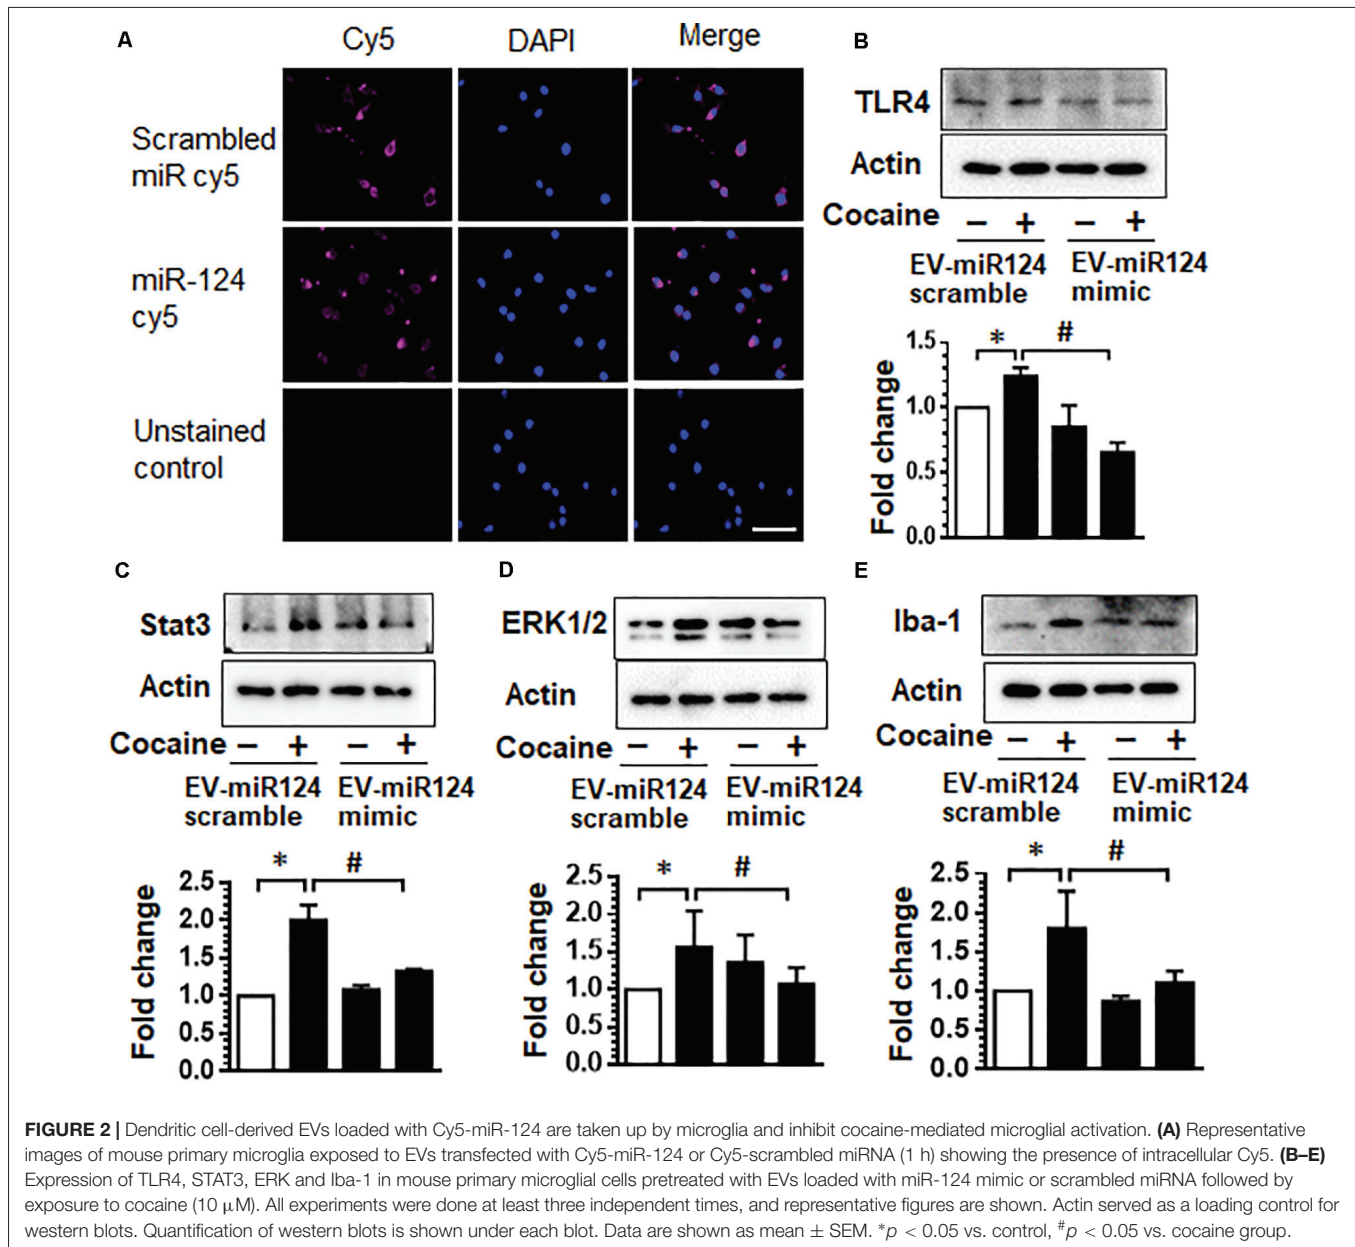 A
Cy5 DAPI Merge
Scrambled
miR cy5
miR-124
cy5
Unstained
control
B
TLR4
Actin
Cocaine − + − +
EV-miR124 EV-miR124
scramble mimic
* #
Fold change
1.5
1.0
0.5
0.0
C
Stat3
Actin
Cocaine − + − +
EV-miR124 EV-miR124
scramble mimic
* #
Fold change
2.5
2.0
1.5
1.0
0.5
0.0
D
ERK1/2
Actin
Cocaine − + − +
EV-miR124 EV-miR124
scramble mimic
* #
Fold change
2.5
2.0
1.5
1.0
0.5
0.0
E
Iba-1
Actin
Cocaine − + − +
EV-miR124 EV-miR124
scramble mimic
* #
Fold change
2.5
2.0
1.5
1.0
0.5
0.0
FIGURE 2 | Dendritic cell-derived EVs loaded with Cy5-miR-124 are taken up by microglia and inhibit cocaine-mediated microglial activation. (A) Representative
images of mouse primary microglia exposed to EVs transfected with Cy5-miR-124 or Cy5-scrambled miRNA (1 h) showing the presence of intracellular Cy5. (B–E)
Expression of TLR4, STAT3, ERK and Iba-1 in mouse primary microglial cells pretreated with EVs loaded with miR-124 mimic or scrambled miRNA followed by
exposure to cocaine (10 μM). All experiments were done at least three independent times, and representative figures are shown. Actin served as a loading control for
western blots. Quantification of western blots is shown under each blot. Data are shown as mean ± SEM. *p < 0.05 vs. control, #p < 0.05 vs. cocaine group.